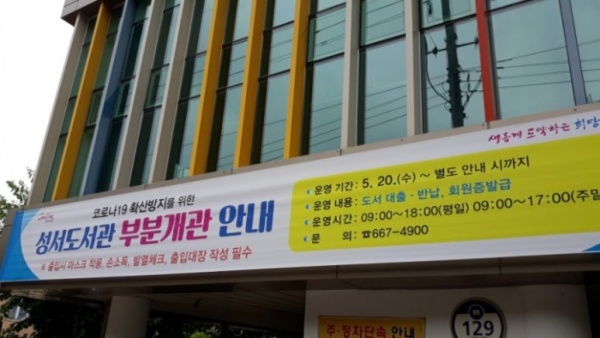 새롭게 도약하는 희망
코로나19 확산방지를 위한
성서도서관 부분개관 안내
※ 출입시 마스크 착용, 손소독, 발열체크, 출입대장 작성 필수
• 운영 기간 : 5. 20.(수) ~ 별도 안내 시까지
• 운영 내용 : 도서 대출·반납, 회원증발급
• 운영시간 : 09:00~18:00(평일) 09:00~17:00(주말
• 문 의 : ☎667-4900
주·정차단속 안내
129